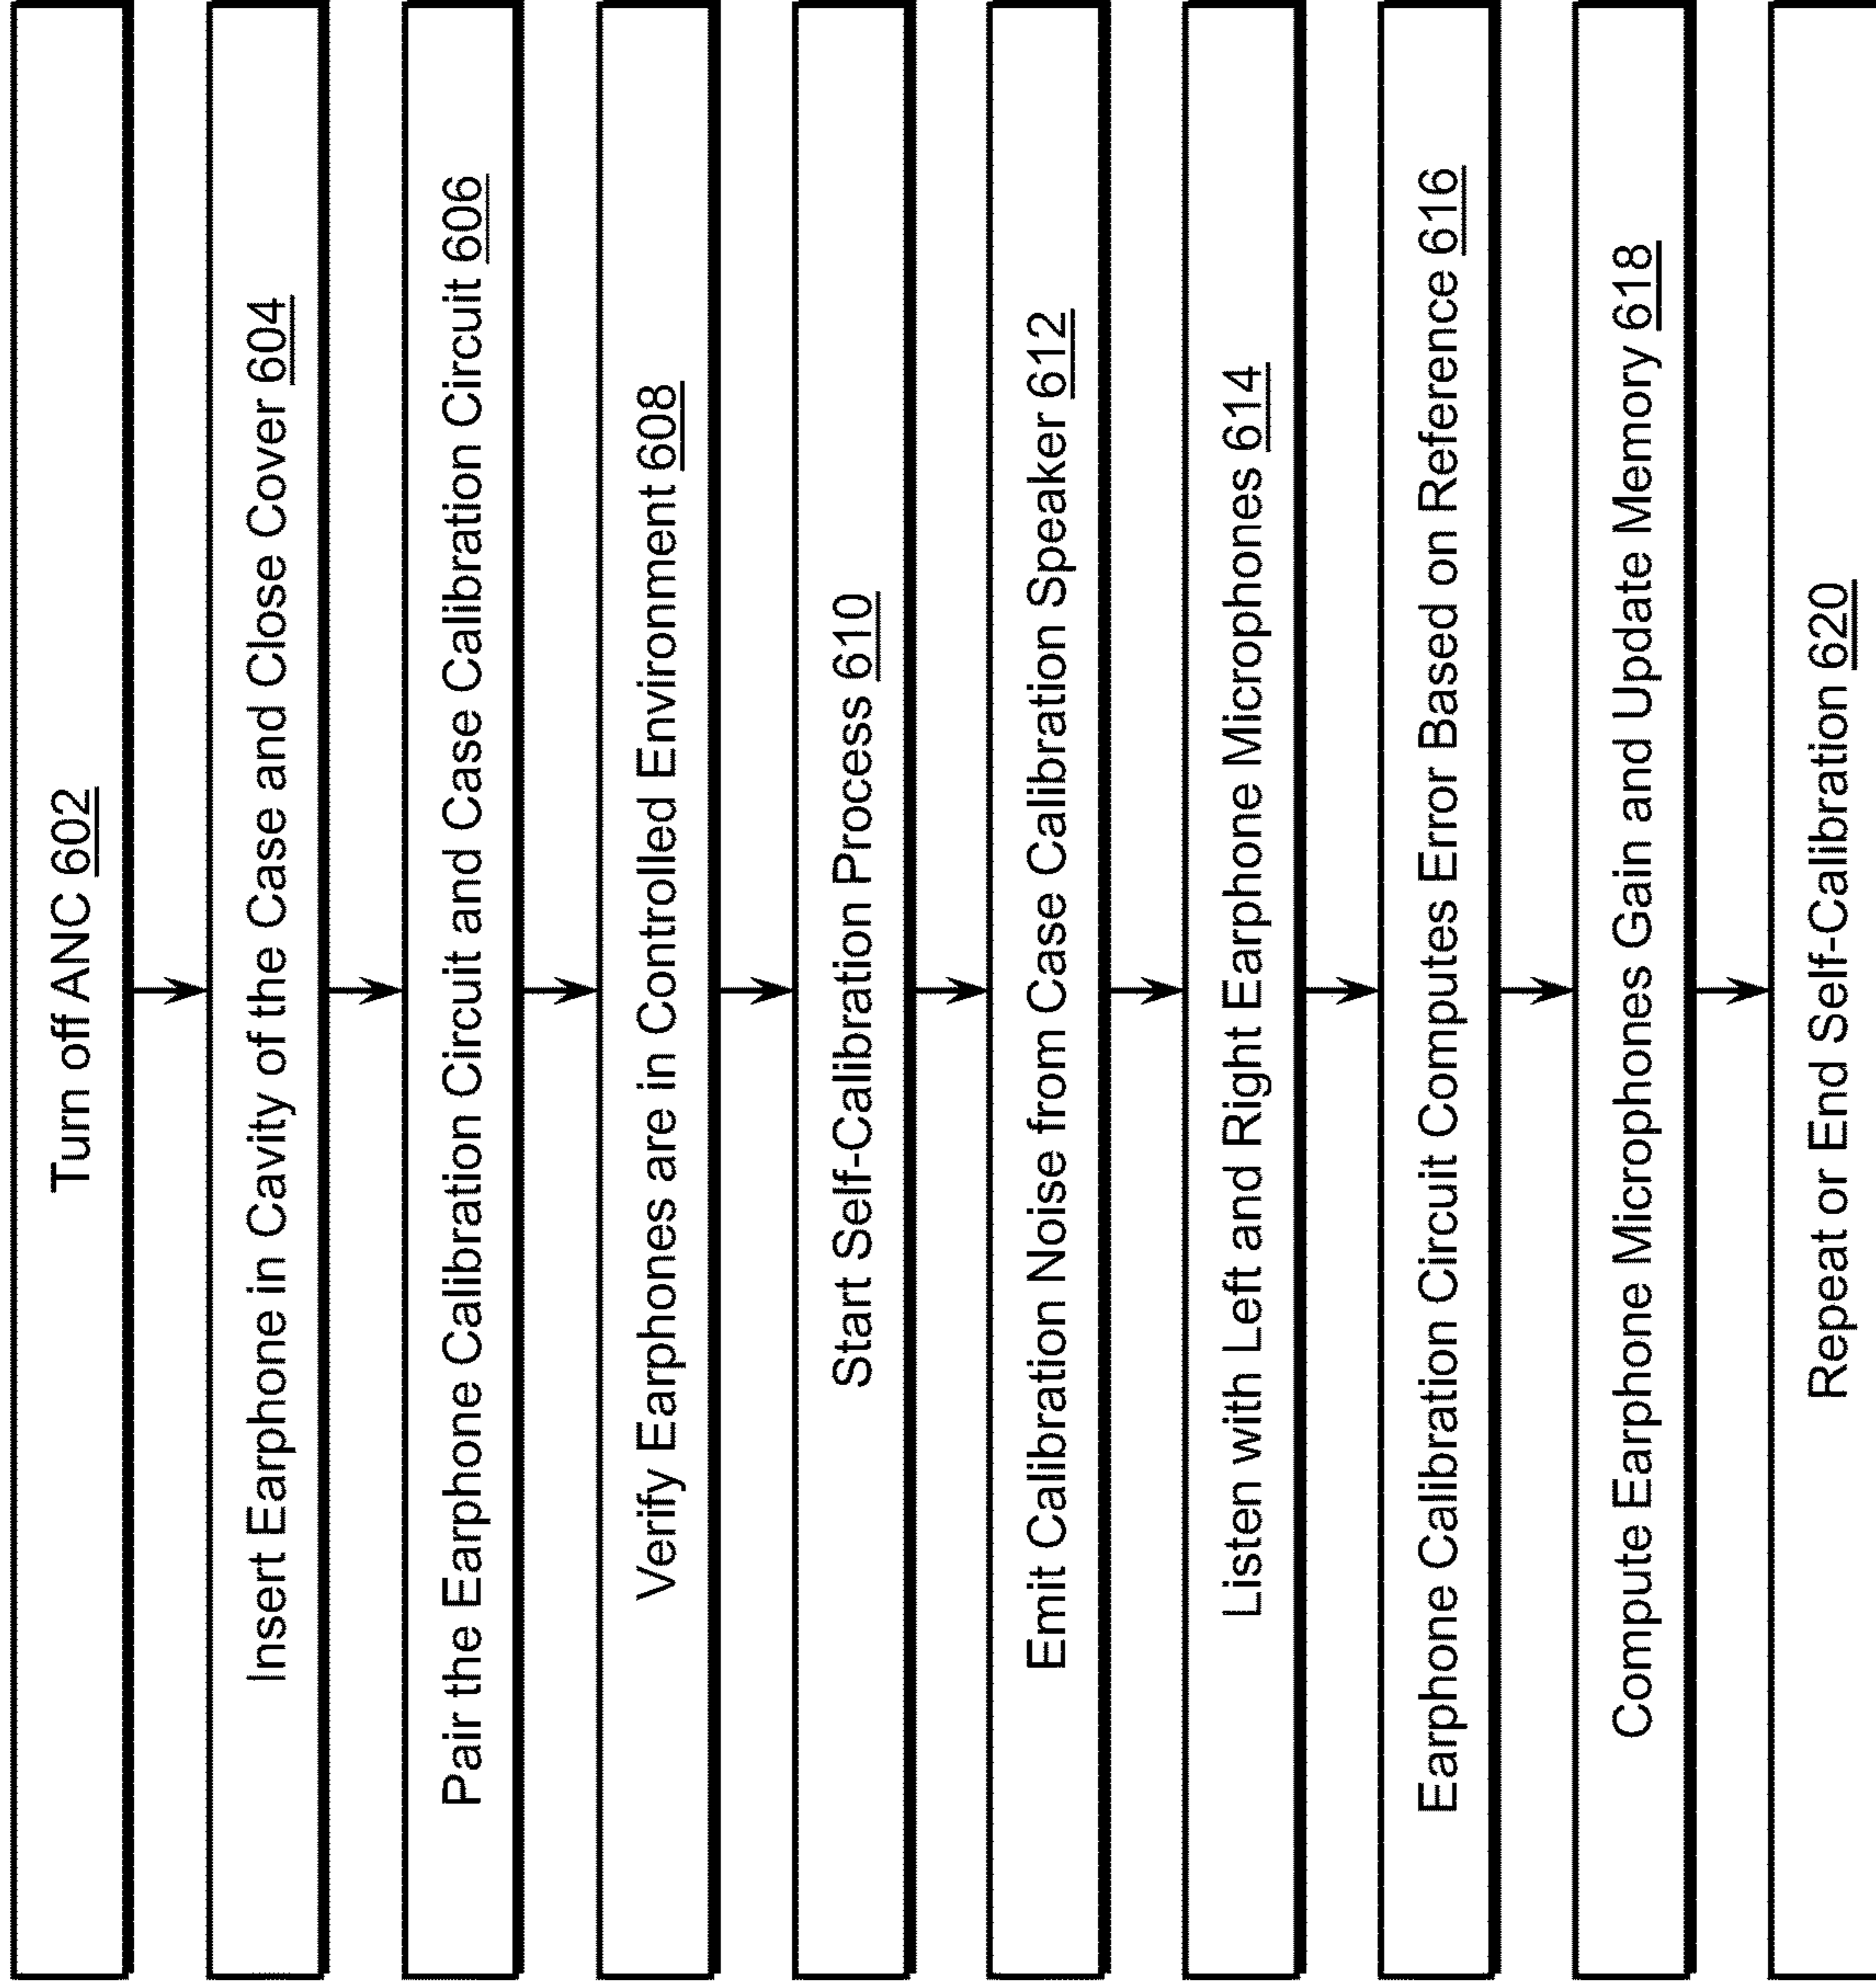 Turn off ANC 602
Insert Earphone in Cavity of the Case and Close Cover 604
Pair the Earphone Calibration Circuit and Case Calibration Circuit 606
Verify Earphones are in Controlled Environment 608
Start Self-Calibration Process 610
Emit Calibration Noise from Case Calibration Speaker 612
Listen with Left and Right Earphone Microphones 614
Earphone Calibration Circuit Computes Error Based on Reference 616
Compute Earphone Microphones Gain and Update Memory 618
Repeat or End Self-Calibration 620